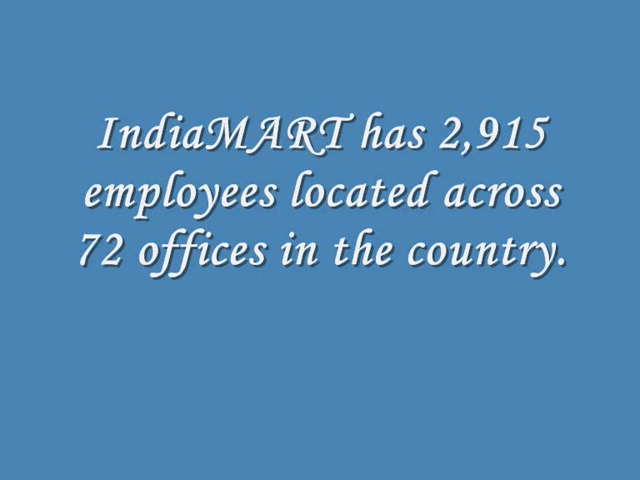 IndiaMART has 2,915
employees located across
72 offices in the country.